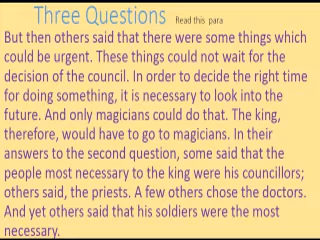 Three Questions Read this para
But then others said that there were some things which
could be urgent. These things could not wait for the
decision of the council. In order to decide the right time
for doing something, it is necessary to look into the
future. And only magicians could do that. The king,
therefore, would have to go to magicians. In their
answers to the second question, some said that the
people most necessary to the king were his councillors;
others said, the priests. A few others chose the doctors.
And yet others said that his soldiers were the most
necessary.